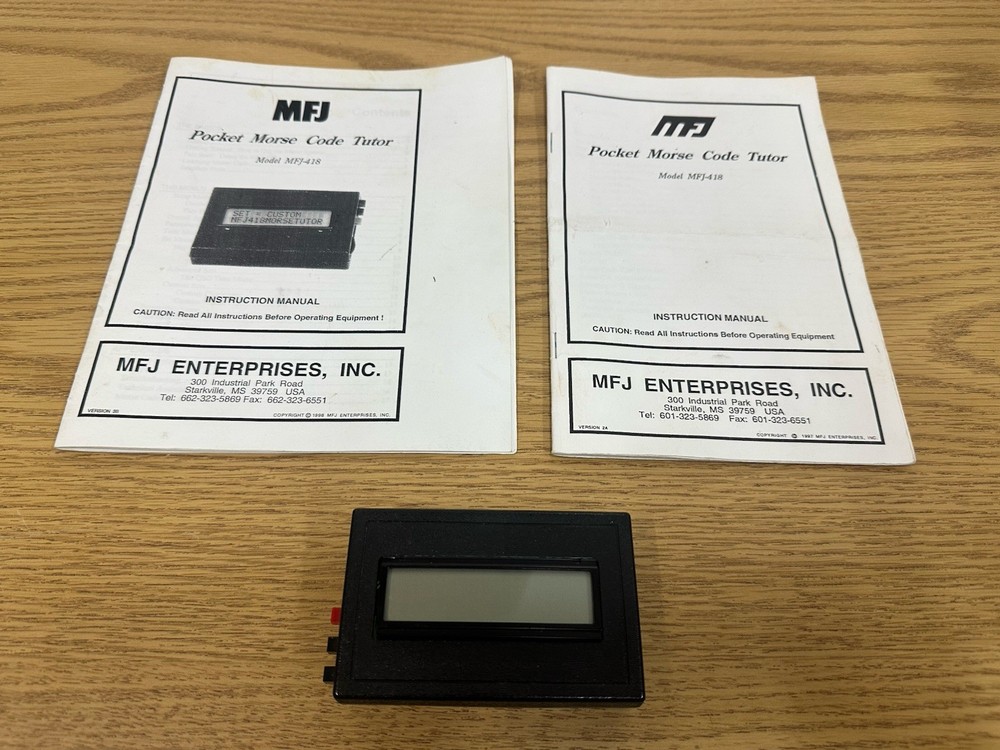 MFJ
Pocket Morse Code Tutor
Model MFJ-418
SET = CUSTOM
MFJ418MORSETUTOR
INSTRUCTION MANUAL
CAUTION: Read All Instructions Before Operating Equipment !
MFJ ENTERPRISES, INC.
300 Industrial Park Road
Starkville, MS 39759 USA
Tel: 662-323-5869 Fax: 662-323-6551
VERSION 3B
COPYRIGHT © 1998 MFJ ENTERPRISES, INC.
MFJ
Pocket Morse Code Tutor
Model MFJ-418
INSTRUCTION MANUAL
CAUTION: Read All Instructions Before Operating Equipment
MFJ ENTERPRISES, INC.
300 Industrial Park Road
Starkville, MS 39759 USA
Tel: 601-323-5869 Fax: 601-323-6551
VERSION 2A
COPYRIGHT © 1997 MFJ ENTERPRISES, INC.